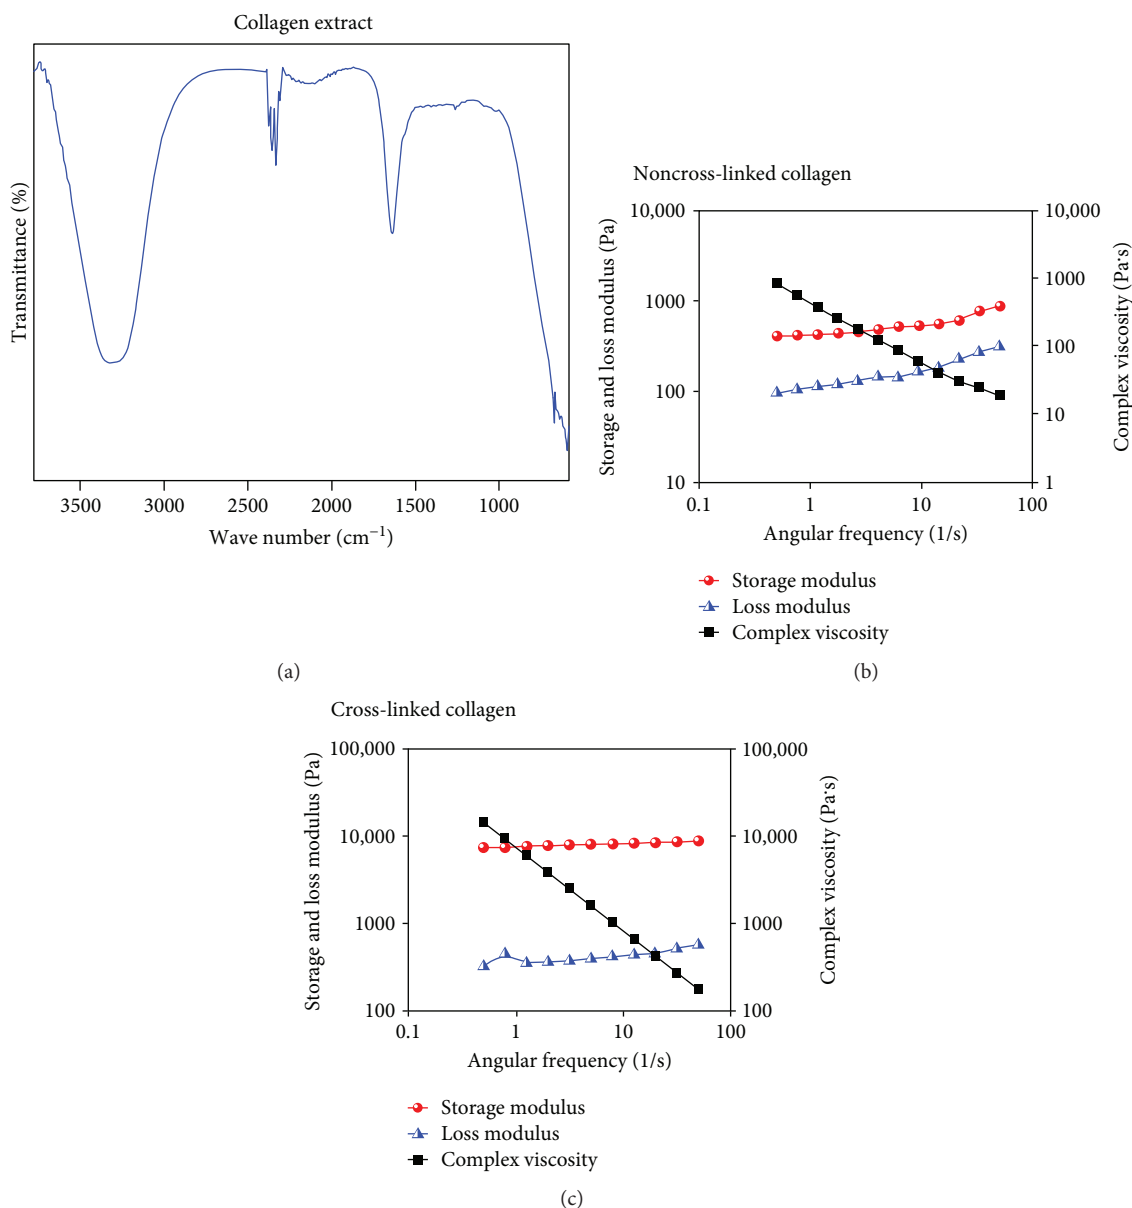 Collagen extract
Transmittance (%)
3500 3000 2500 2000 1500 1000
Wave number (cm⁻¹)
(a)
Noncross-linked collagen
Storage and loss modulus (Pa)
10,000
1000
100
10
Complex viscosity (Pa·s)
10,000
1000
100
10
1
0.1 1 10 100
Angular frequency (1/s)
Storage modulus
Loss modulus
Complex viscosity
(b)
Cross-linked collagen
Storage and loss modulus (Pa)
100,000
10,000
1000
100
Complex viscosity (Pa·s)
100,000
10,000
1000
100
0.1 1 10 100
Angular frequency (1/s)
Storage modulus
Loss modulus
Complex viscosity
(c)